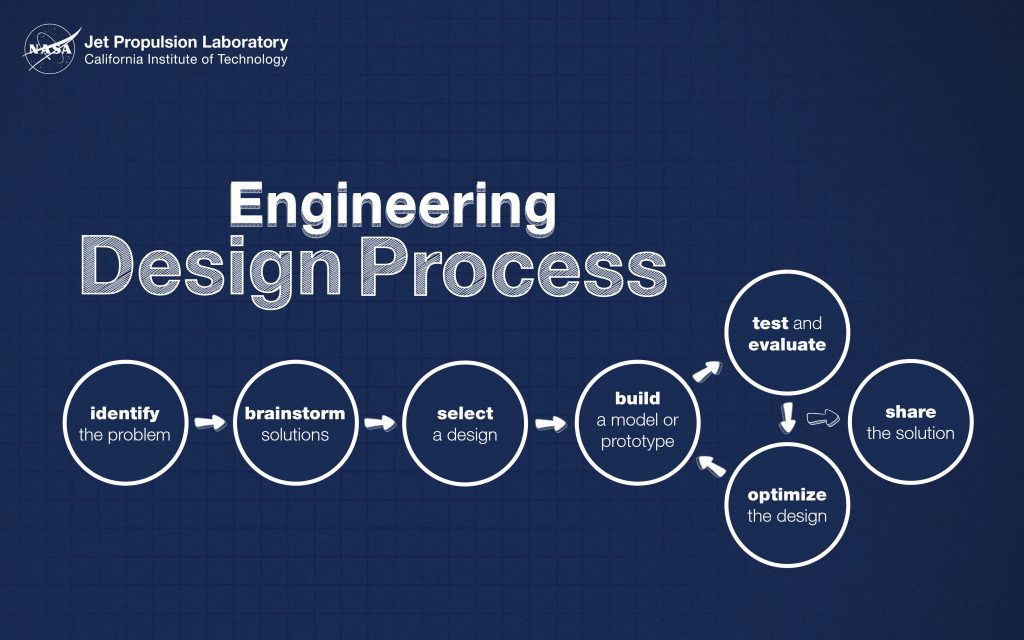 NASA
Jet Propulsion Laboratory
California Institute of Technology
Engineering
Design Process
identify
the problem
brainstorm
solutions
select
a design
build
a model or
prototype
test and
evaluate
optimize
the design
share
the solution